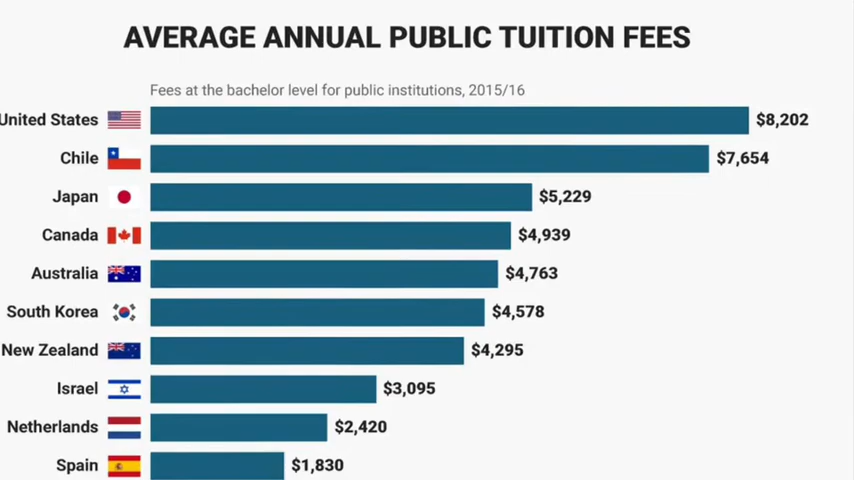 AVERAGE ANNUAL PUBLIC TUITION FEES
Fees at the bachelor level for public institutions, 2015/16
United States $8,202
Chile $7,654
Japan $5,229
Canada $4,939
Australia $4,763
South Korea $4,578
New Zealand $4,295
Israel $3,095
Netherlands $2,420
Spain $1,830